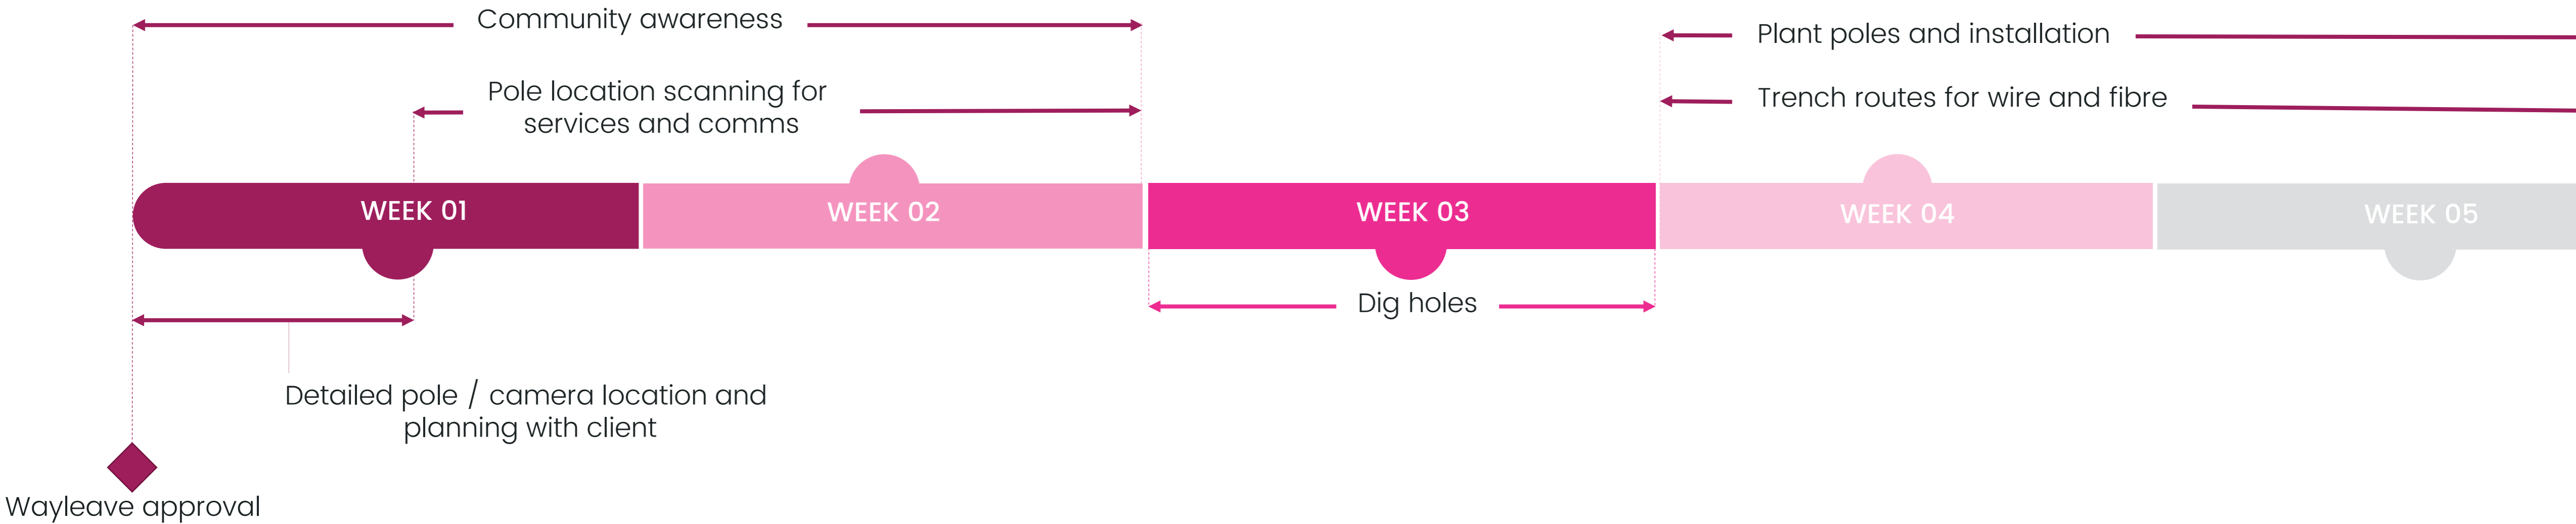 Community awareness
Plant poles and installation
Pole location scanning for
services and comms
Trench routes for wire and fibre
WEEK 01
WEEK 02
WEEK 03
WEEK 04
WEEK 05
Dig holes
Detailed pole / camera location and
planning with client
Wayleave approval